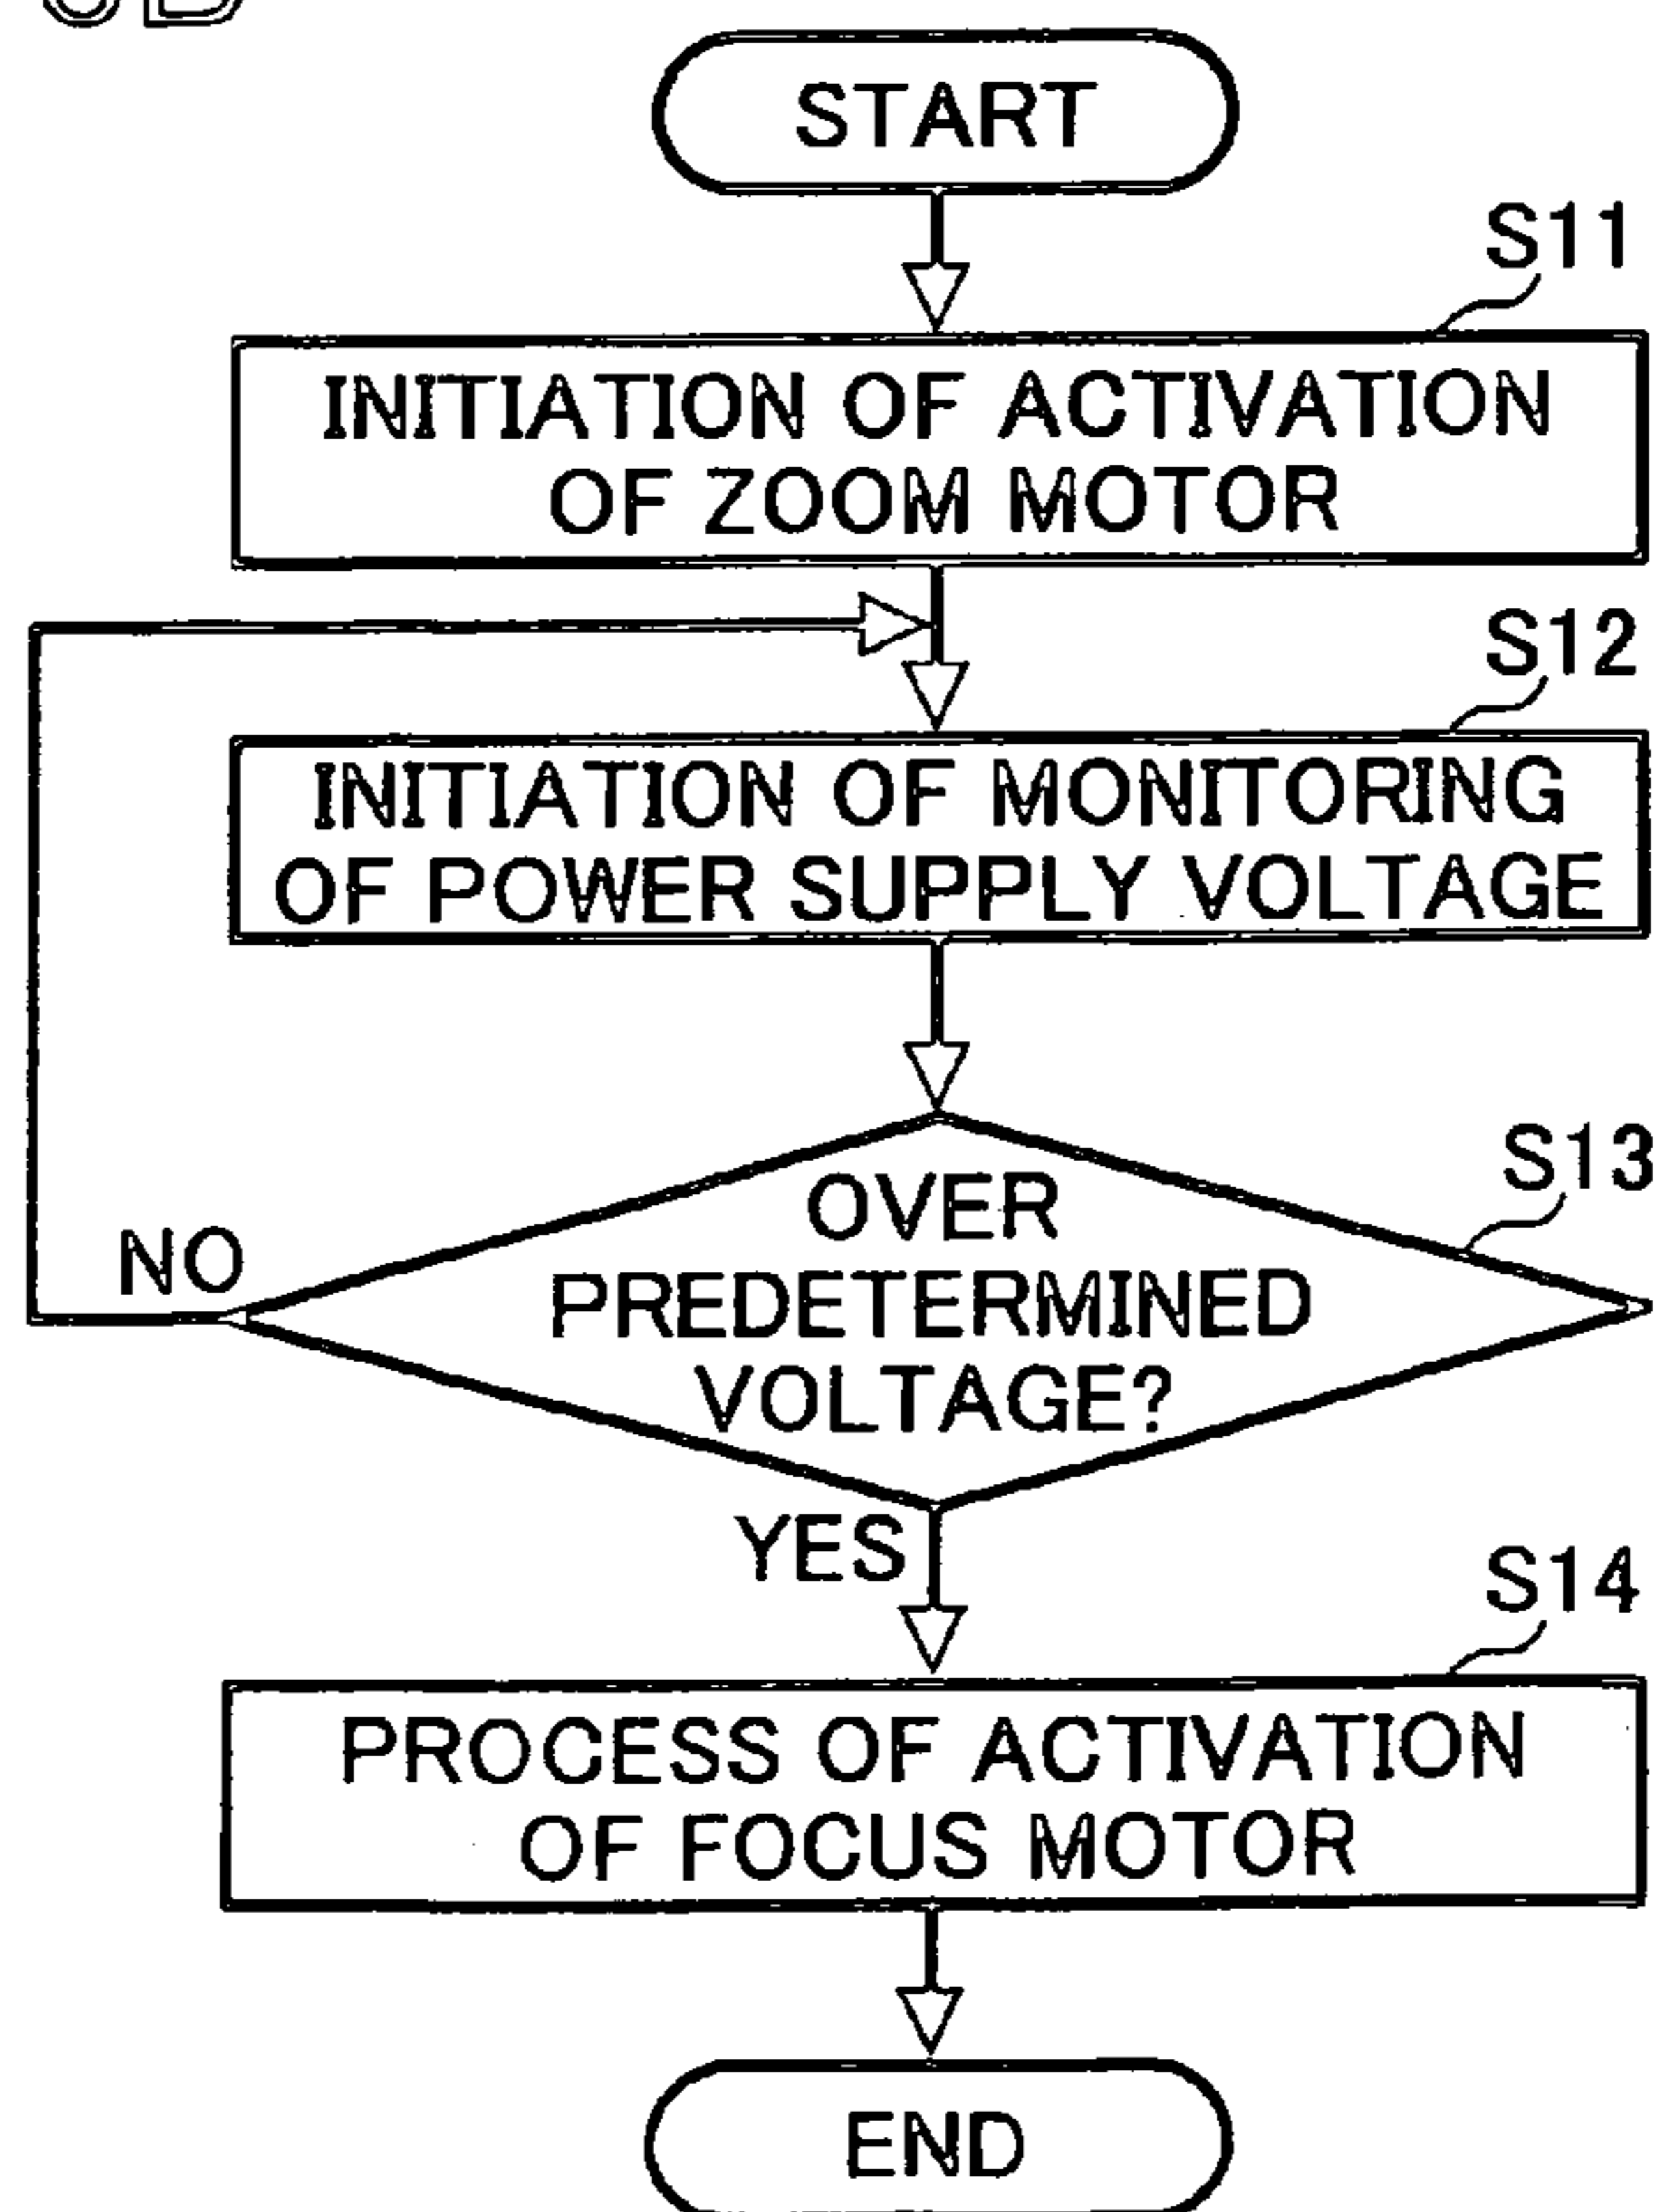 START
S11
INITIATION OF ACTIVATION
OF ZOOM MOTOR
S12
INITIATION OF MONITORING
OF POWER SUPPLY VOLTAGE
S13
OVER
PREDETERMINED
VOLTAGE?
NO
YES
S14
PROCESS OF ACTIVATION
OF FOCUS MOTOR
END